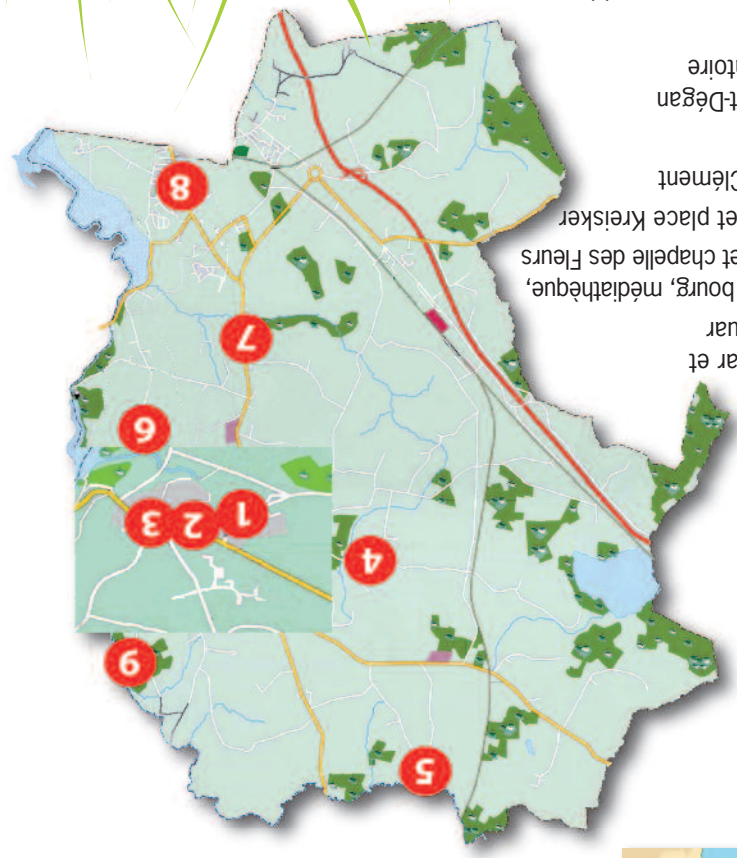 5
6
4
1 2 3
9
7
8
ar et
uar
bourg, médiathèque,
et chapelle des Fleurs
et place Kreisker
Clément
t-Dégan
ntoire